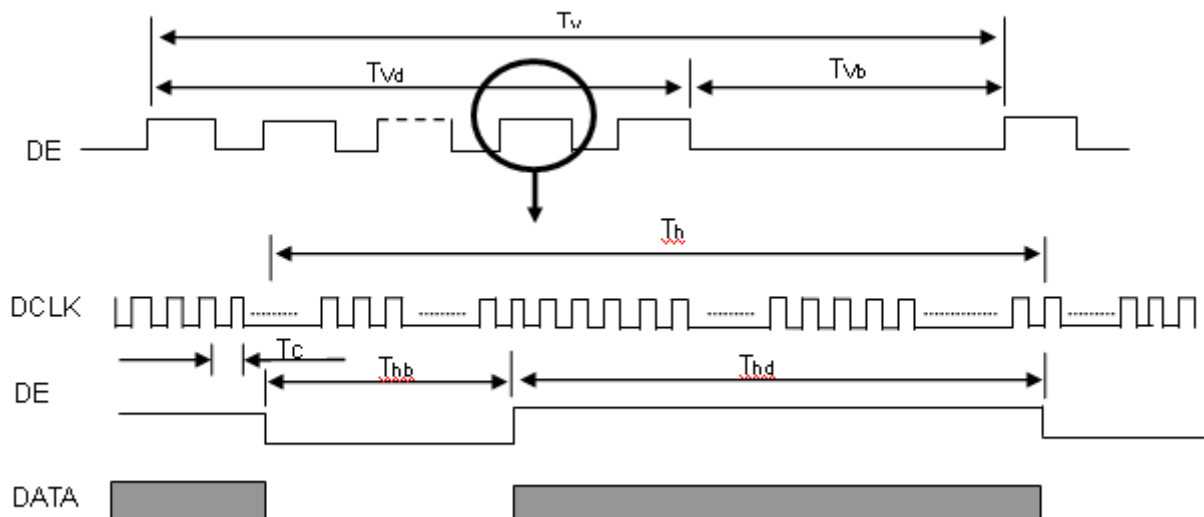 Tv
Tvd
Tvb
DE
Th
DCLK
Tc
Thb
Thd
DE
DATA